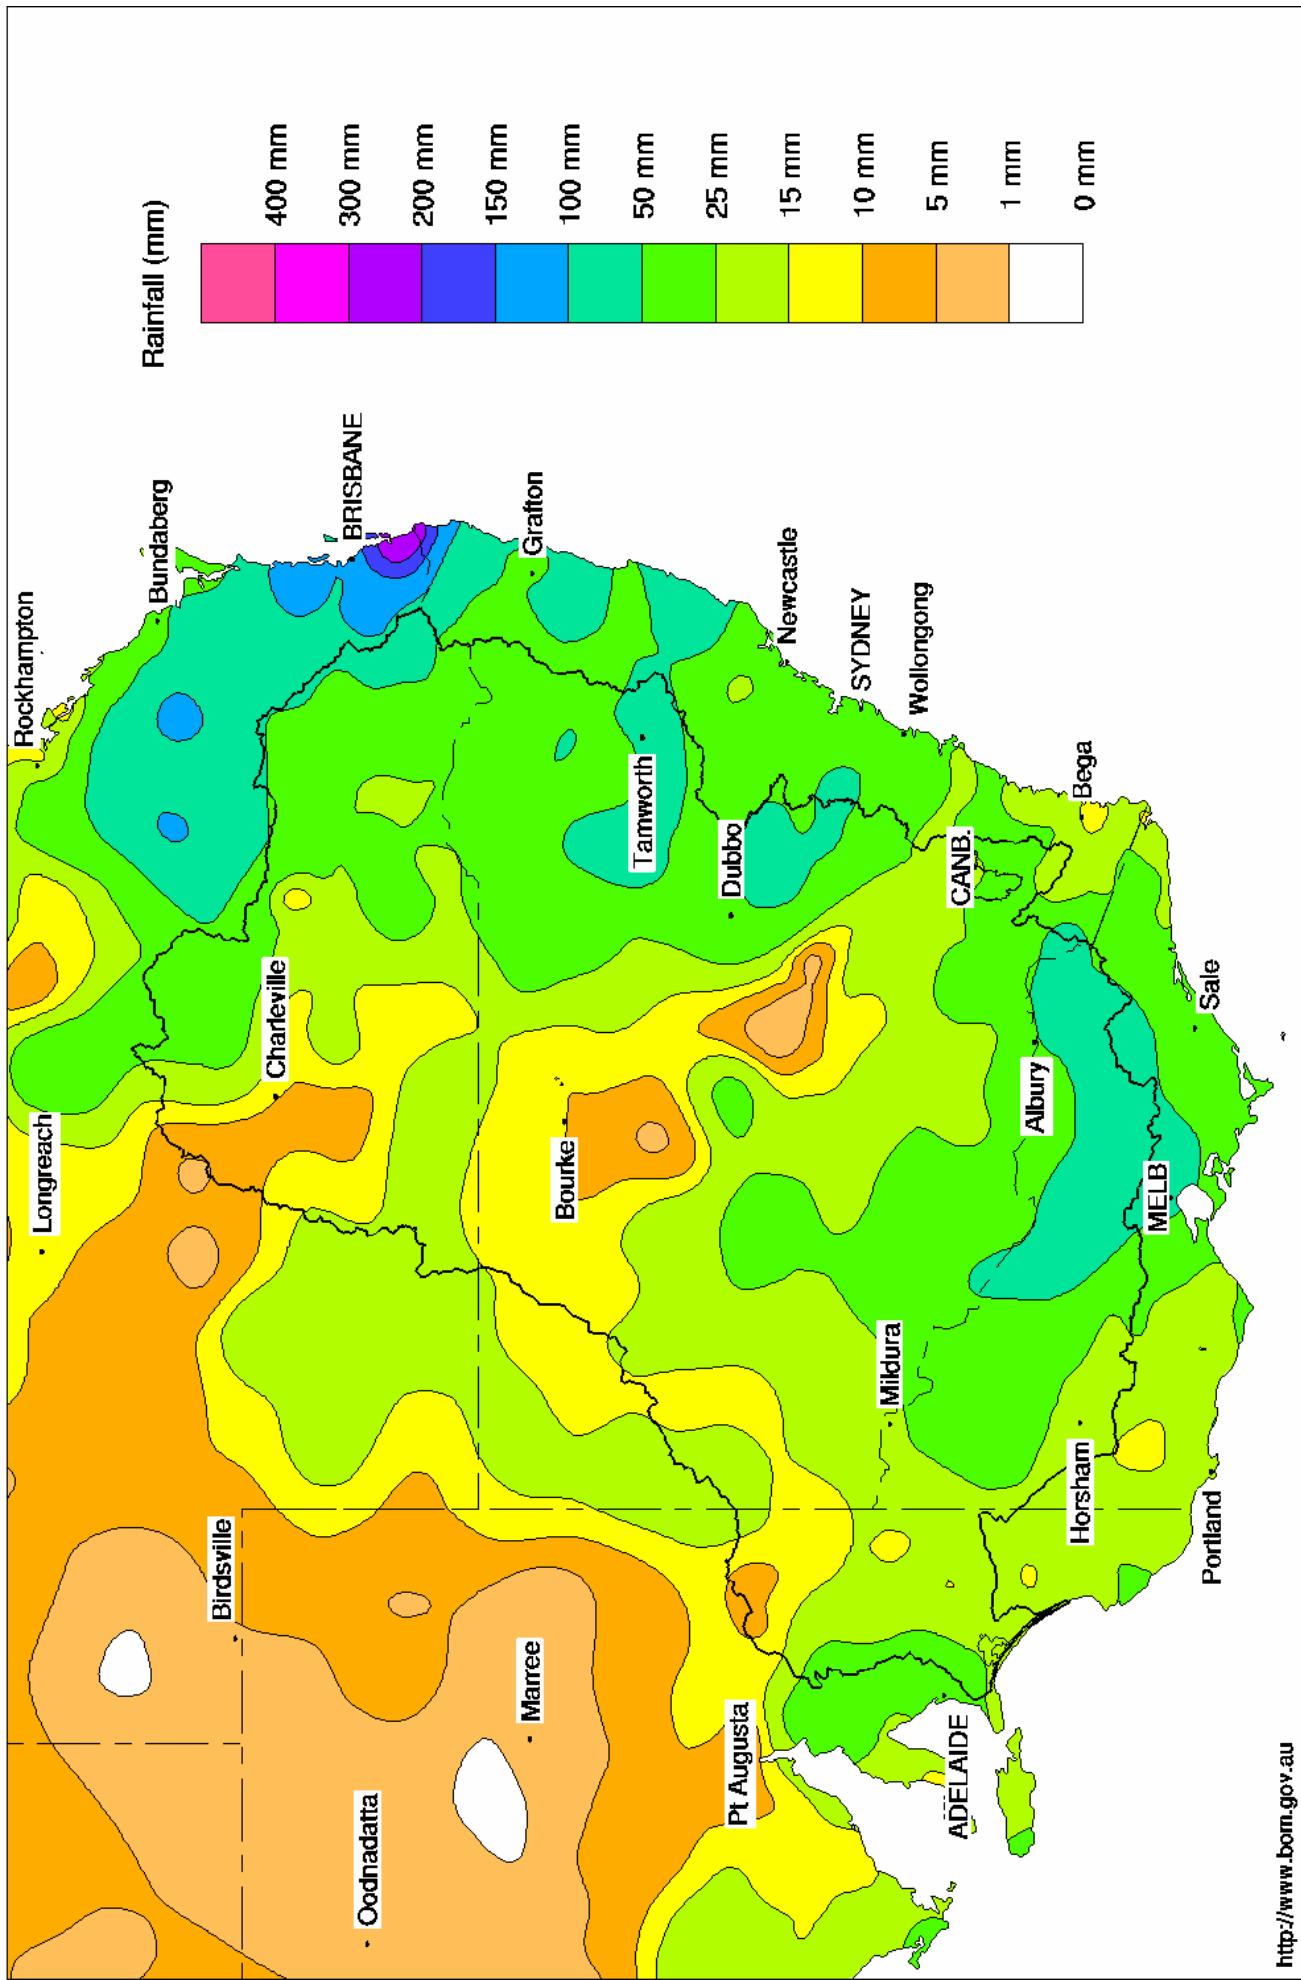 Rainfall (mm)
400 mm
300 mm
200 mm
150 mm
100 mm
50 mm
25 mm
15 mm
10 mm
5 mm
1 mm
0 mm
Rockhampton
Bundaberg
BRISBANE
Grafton
Newcastle
SYDNEY
Wollongong
Bega
Tamworth
Dubbo
CANB.
Longreach
Charleville
Bourke
Albury
Sale
MELB
Mildura
Horsham
Portland
Birdsville
Marree
Oodnadatta
Pt Augusta
ADELAIDE
http://www.bom.gov.au